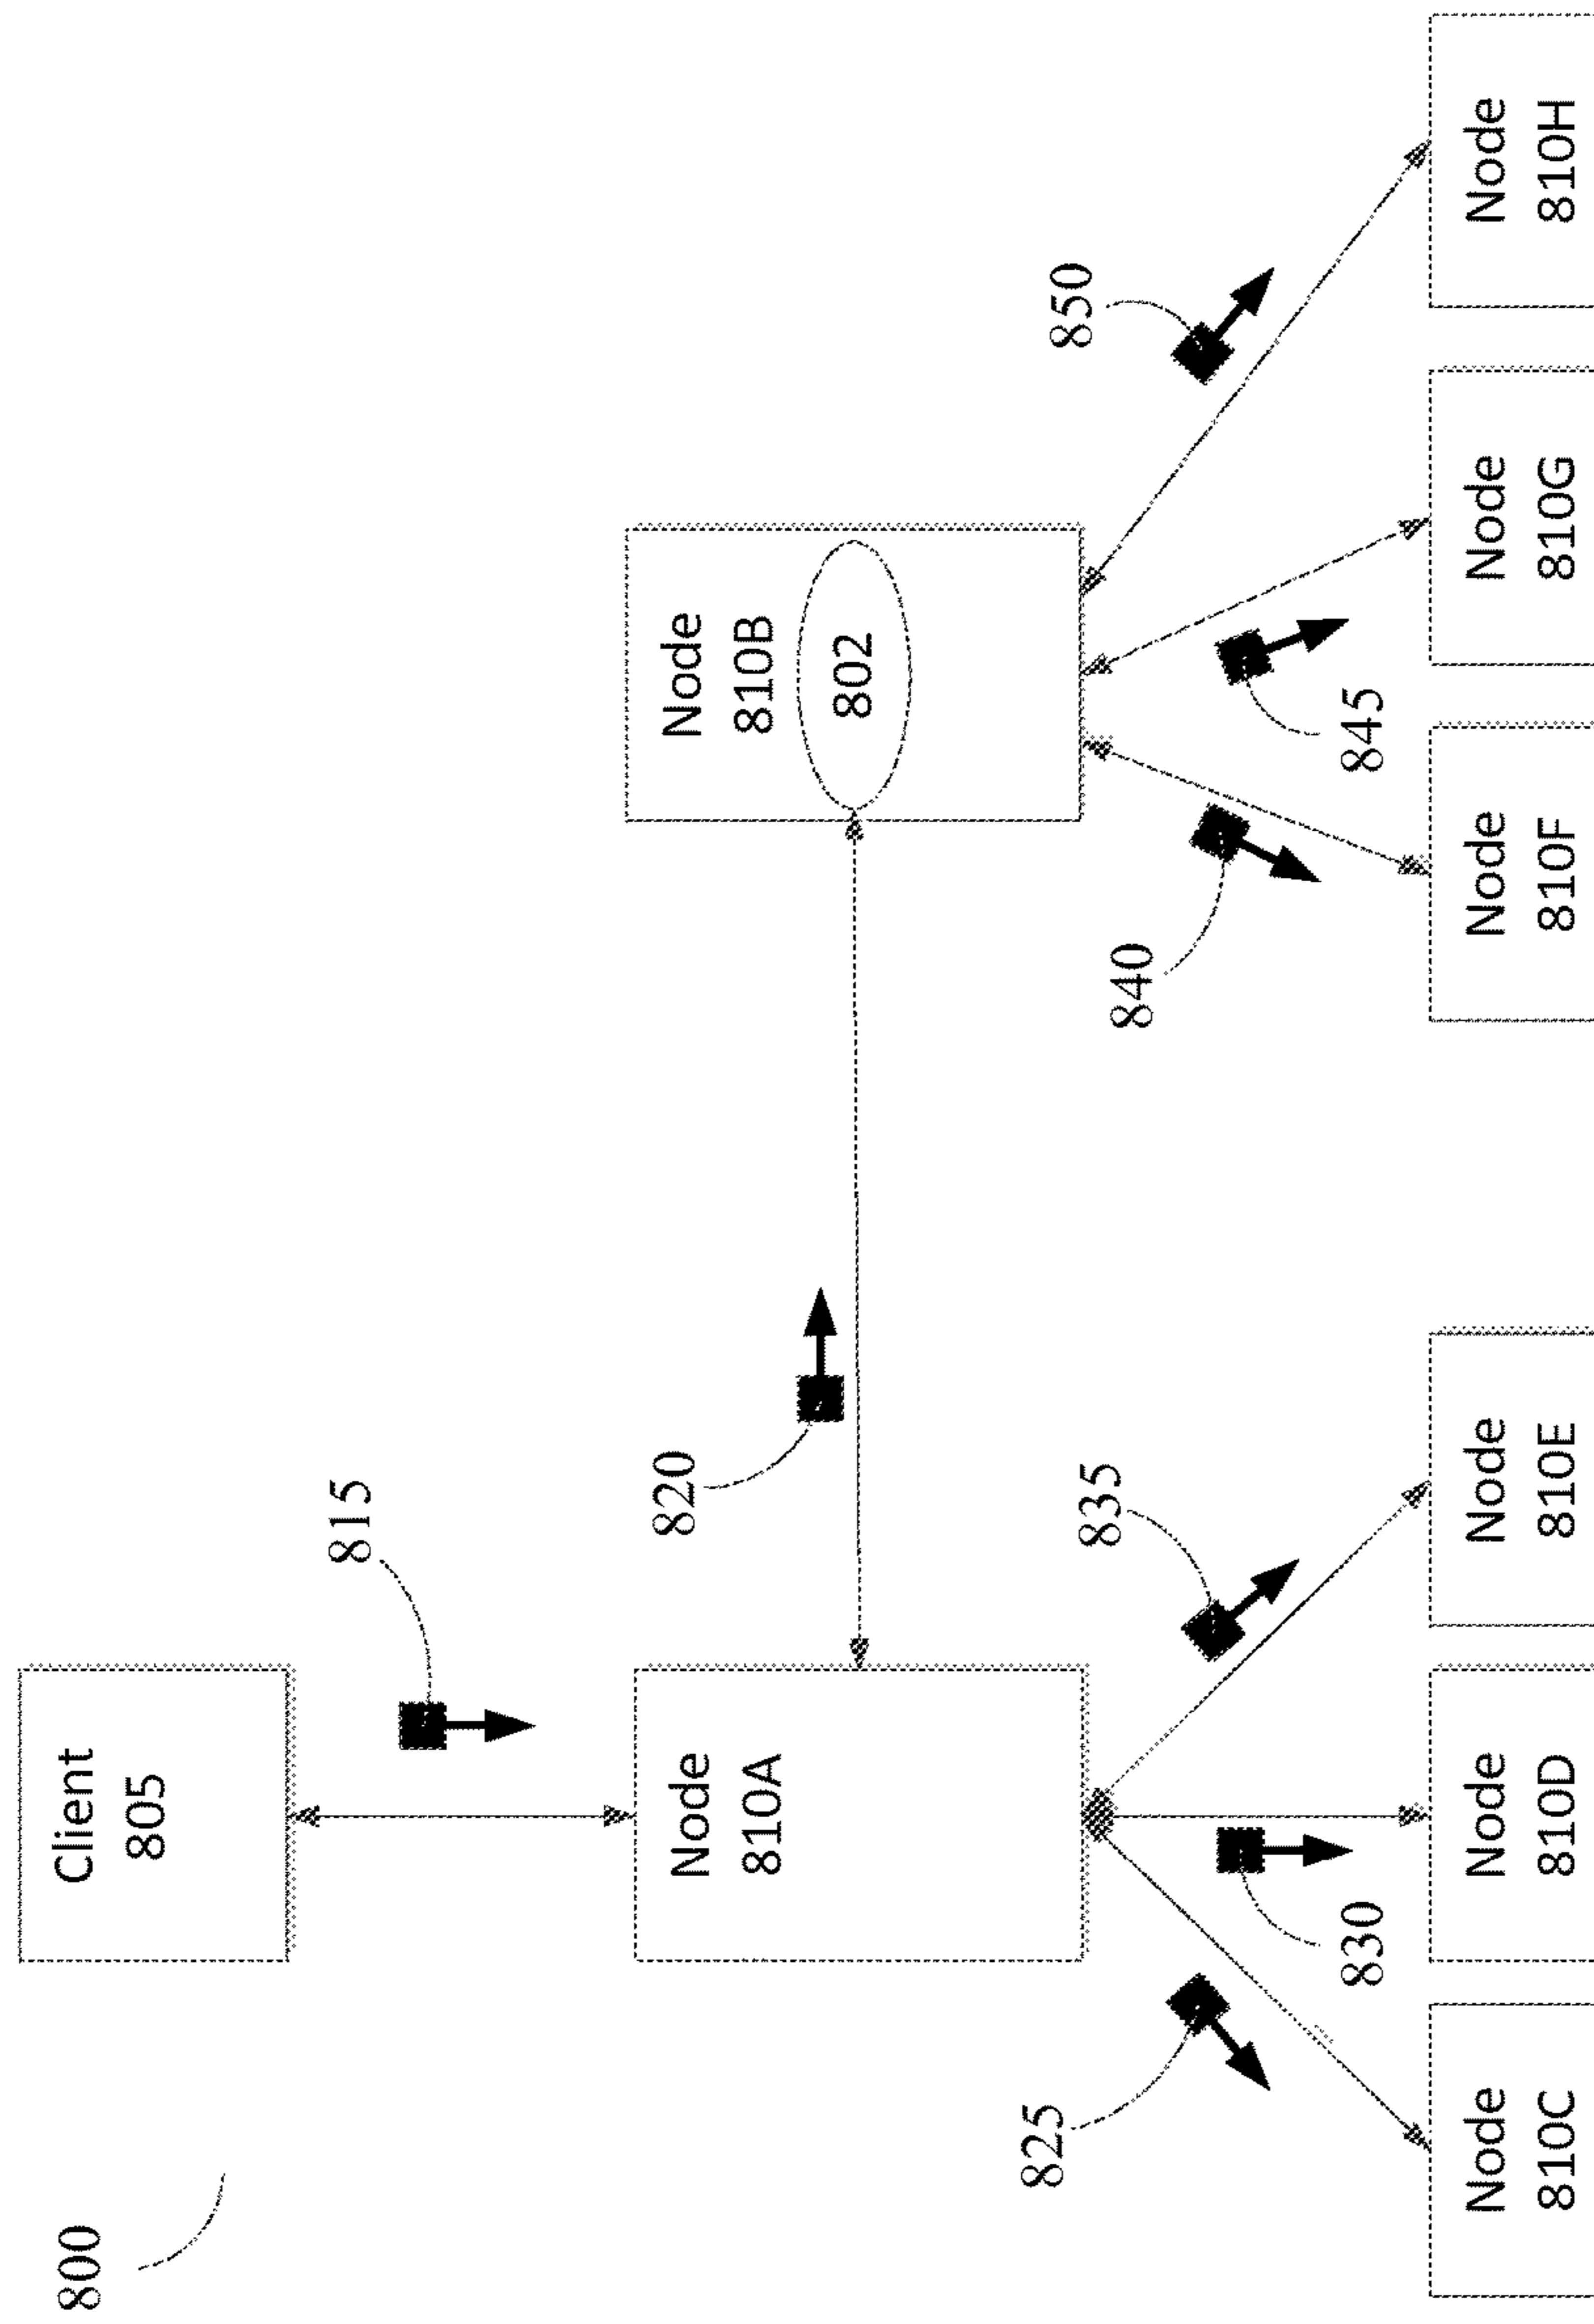 800
Client
805
815
Node
810A
820
Node
810B
802
825
830
835
840
845
850
Node
810C
Node
810D
Node
810E
Node
810F
Node
810G
Node
810H